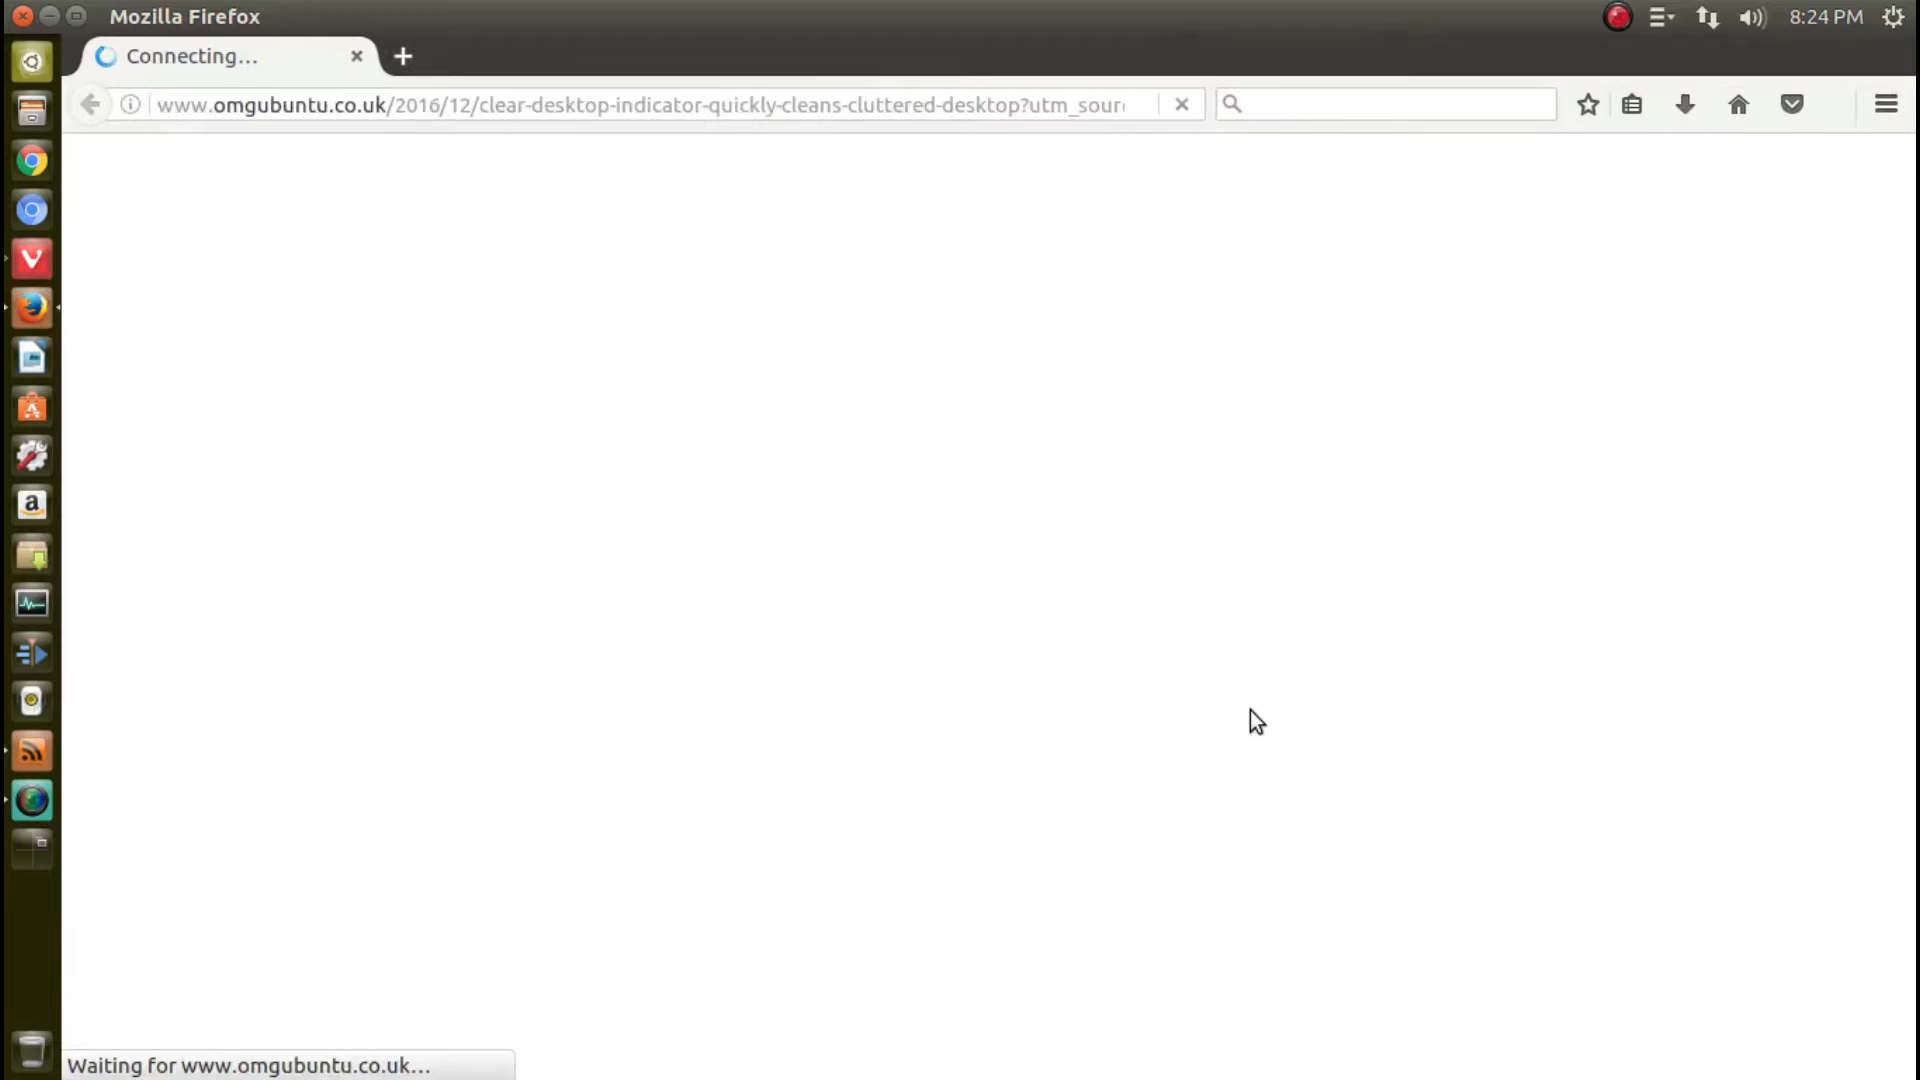 Mozilla Firefox
8:24 PM
Connecting...
www.omgubuntu.co.uk/2016/12/clear-desktop-indicator-quickly-cleans-cluttered-desktop?utm_sour
Waiting for www.omgubuntu.co.uk...